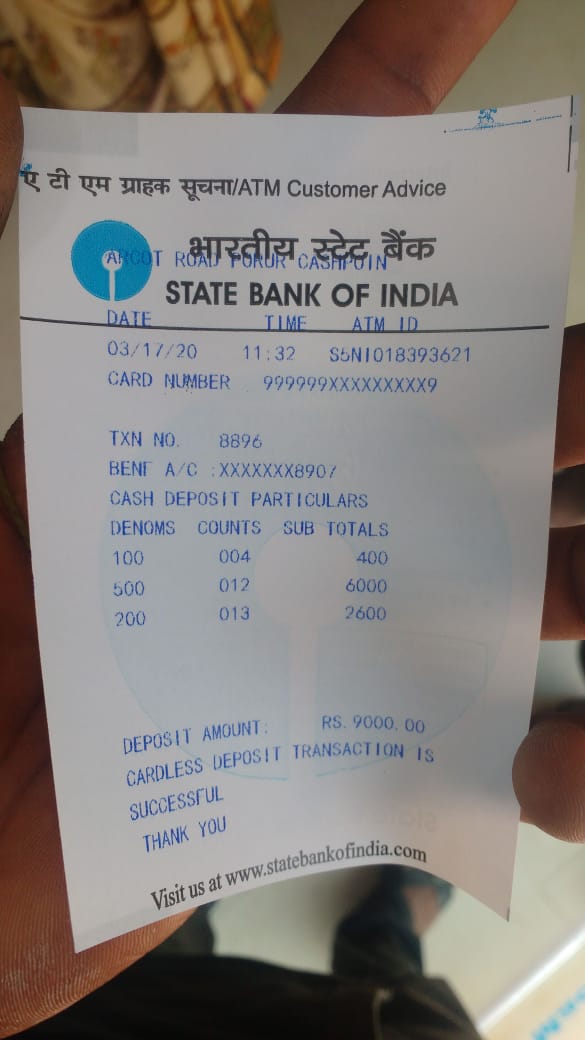 ए टी एम ग्राहक सूचना/ATM Customer Advice
भारतीय स्टेट बैंक
ARCOT ROAD PORUR CASHPOIN
STATE BANK OF INDIA
DATE TIME ATM ID
03/17/20 11:32 S5NI018393621
CARD NUMBER 999999XXXXXXXXX9
TXN NO. 8896
BENF A/C :XXXXXXX8907
CASH DEPOSIT PARTICULARS
DENOMS COUNTS SUB TOTALS
100 004 400
500 012 6000
200 013 2600
DEPOSIT AMOUNT: RS. 9000.00
CARDLESS DEPOSIT TRANSACTION IS
SUCCESSFUL
THANK YOU
Visit us at www.statebankofindia.com